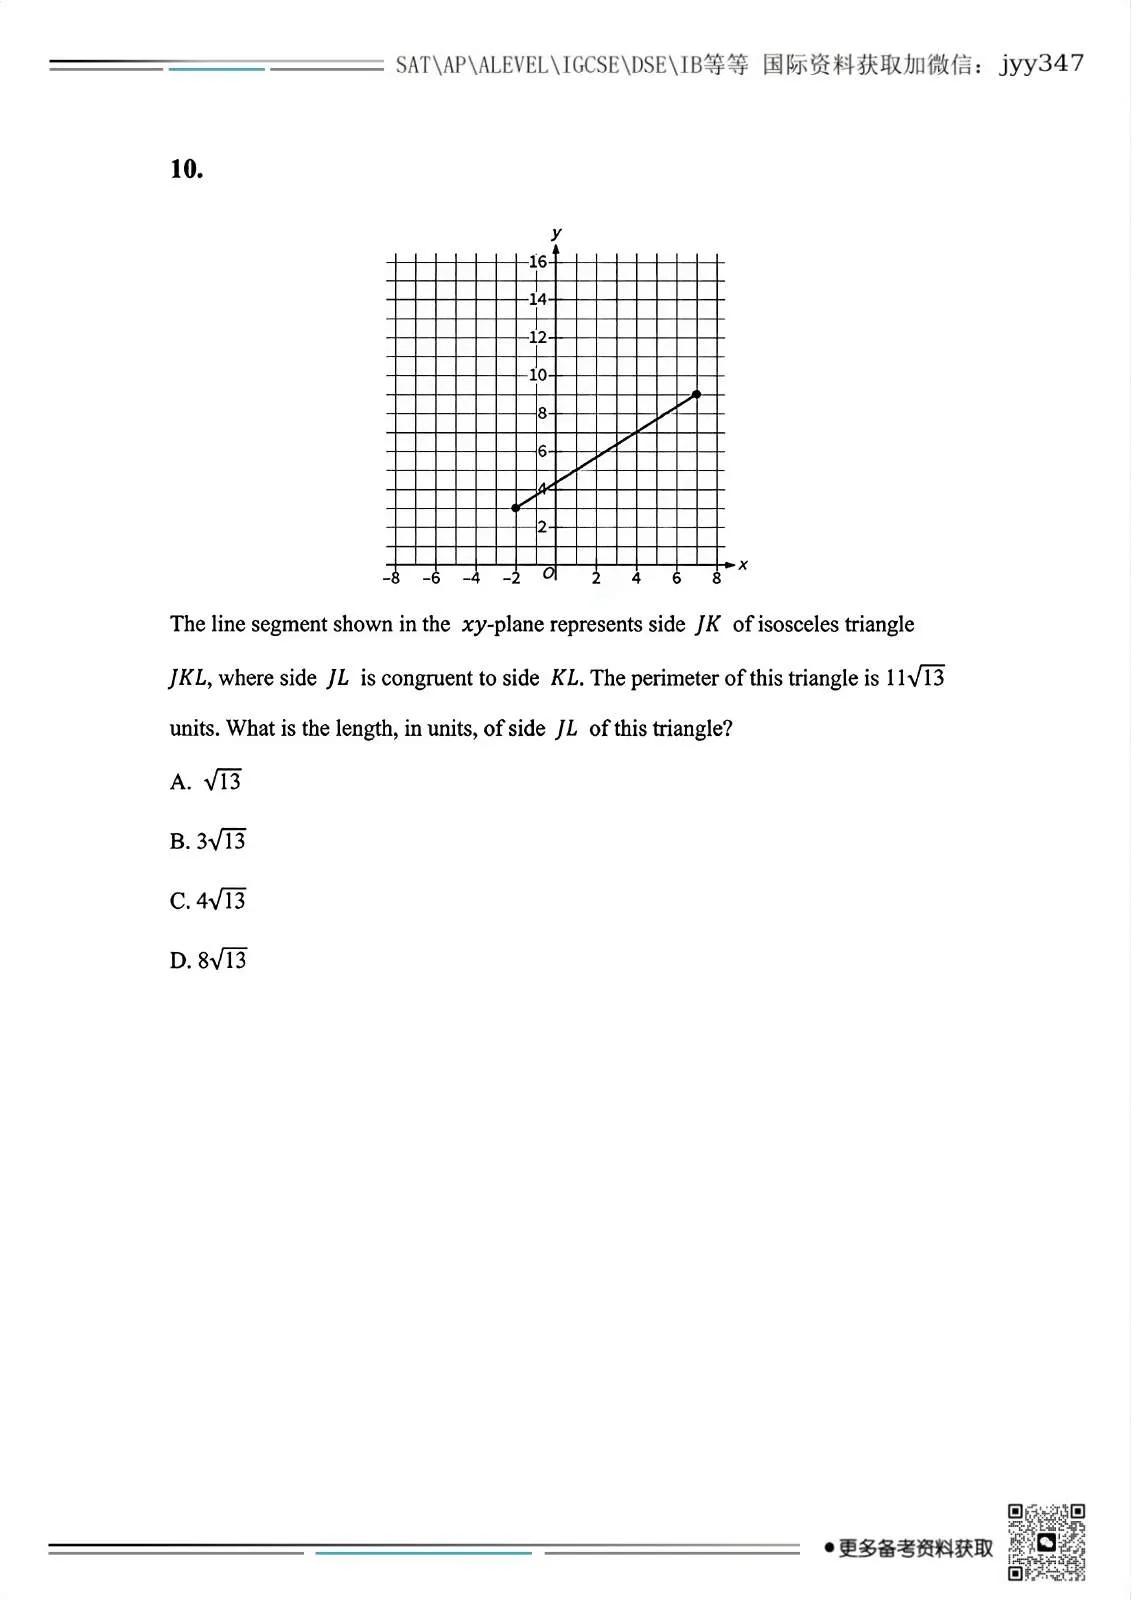 SAT\AP\ALEVEL\IGCSE\DSE\IB等等 国际资料获取加微信：jyy347
10.
y
16
14
12
10
8
6
4
2
-8 -6 -4 -2 O 2 4 6 8 x
The line segment shown in the xy-plane represents side JK of isosceles triangle
JKL, where side JL is congruent to side KL. The perimeter of this triangle is 11√13
units. What is the length, in units, of side JL of this triangle?
A. √13
B. 3√13
C. 4√13
D. 8√13
●更多备考资料获取